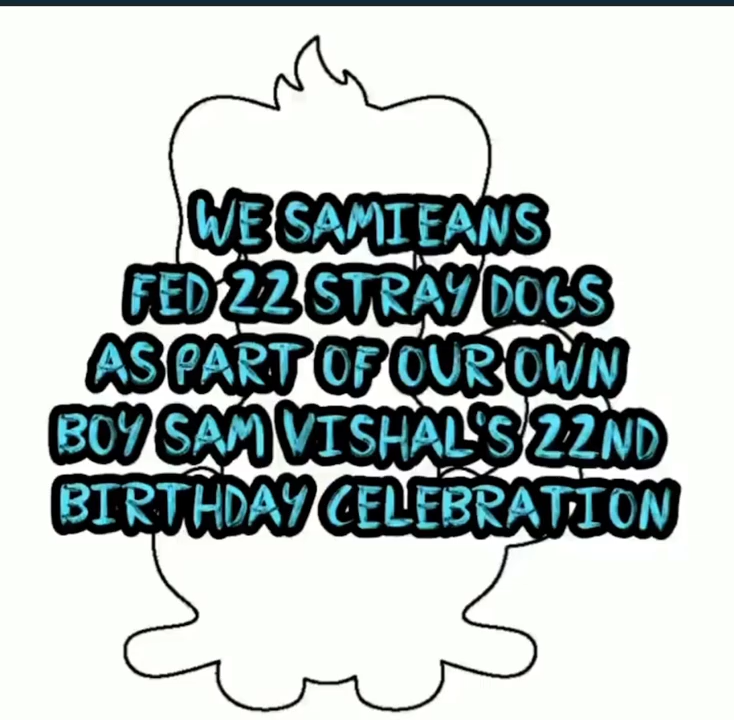 WE SAMIEANS
FED 22 STRAY DOGS
AS PART OF OUR OWN
BOY SAM VISHAL'S 22ND
BIRTHDAY CELEBRATION